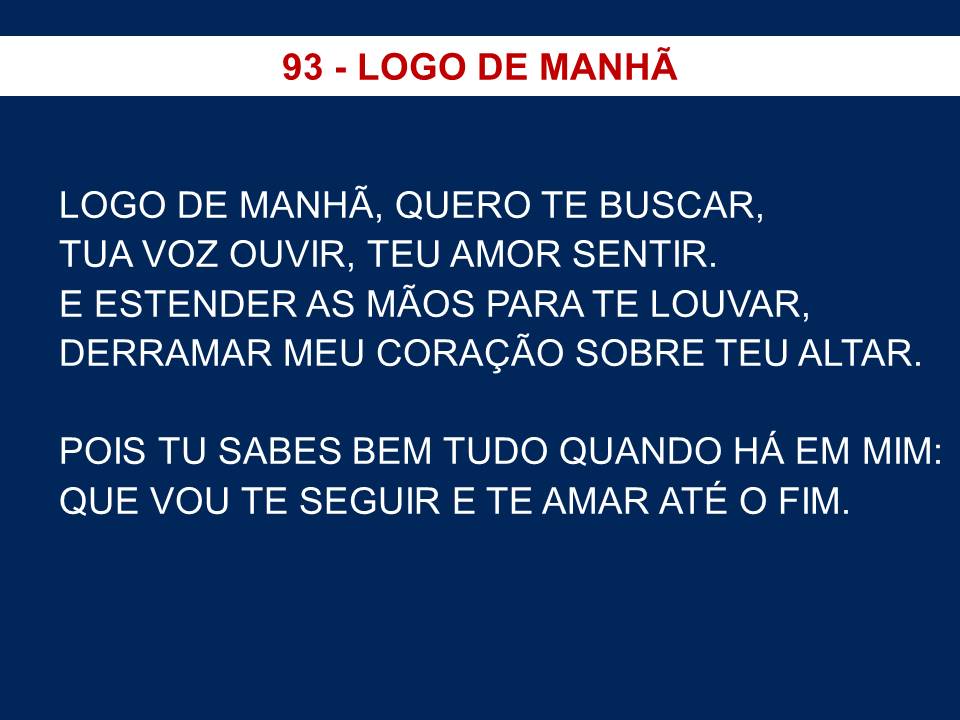 93 - LOGO DE MANHÃ
LOGO DE MANHÃ, QUERO TE BUSCAR,
TUA VOZ OUVIR, TEU AMOR SENTIR.
E ESTENDER AS MÃOS PARA TE LOUVAR,
DERRAMAR MEU CORAÇÃO SOBRE TEU ALTAR.
POIS TU SABES BEM TUDO QUANDO HÁ EM MIM:
QUE VOU TE SEGUIR E TE AMAR ATÉ O FIM.